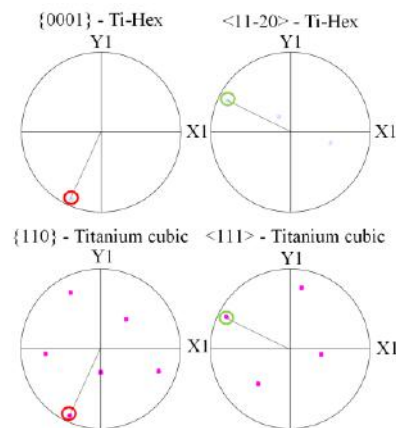 {0001} - Ti-Hex <11-20> - Ti-Hex
Y1 Y1
X1 X1
{110} - Titanium cubic <111> - Titanium cubic
Y1 Y1
X1 X1